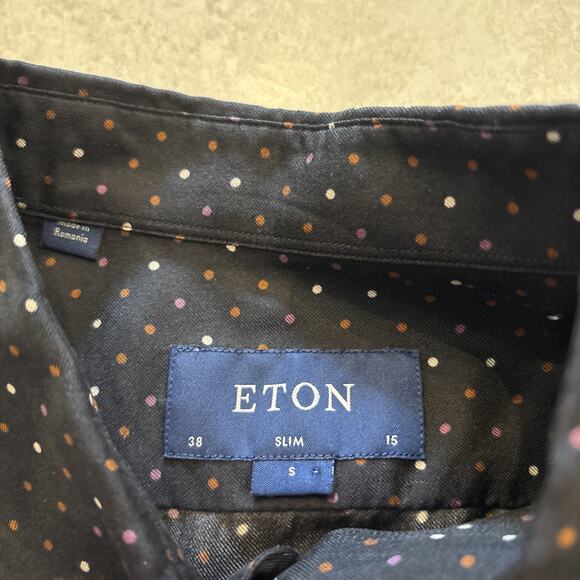 Made in
Romania
ETON
38 SLIM 15
S -